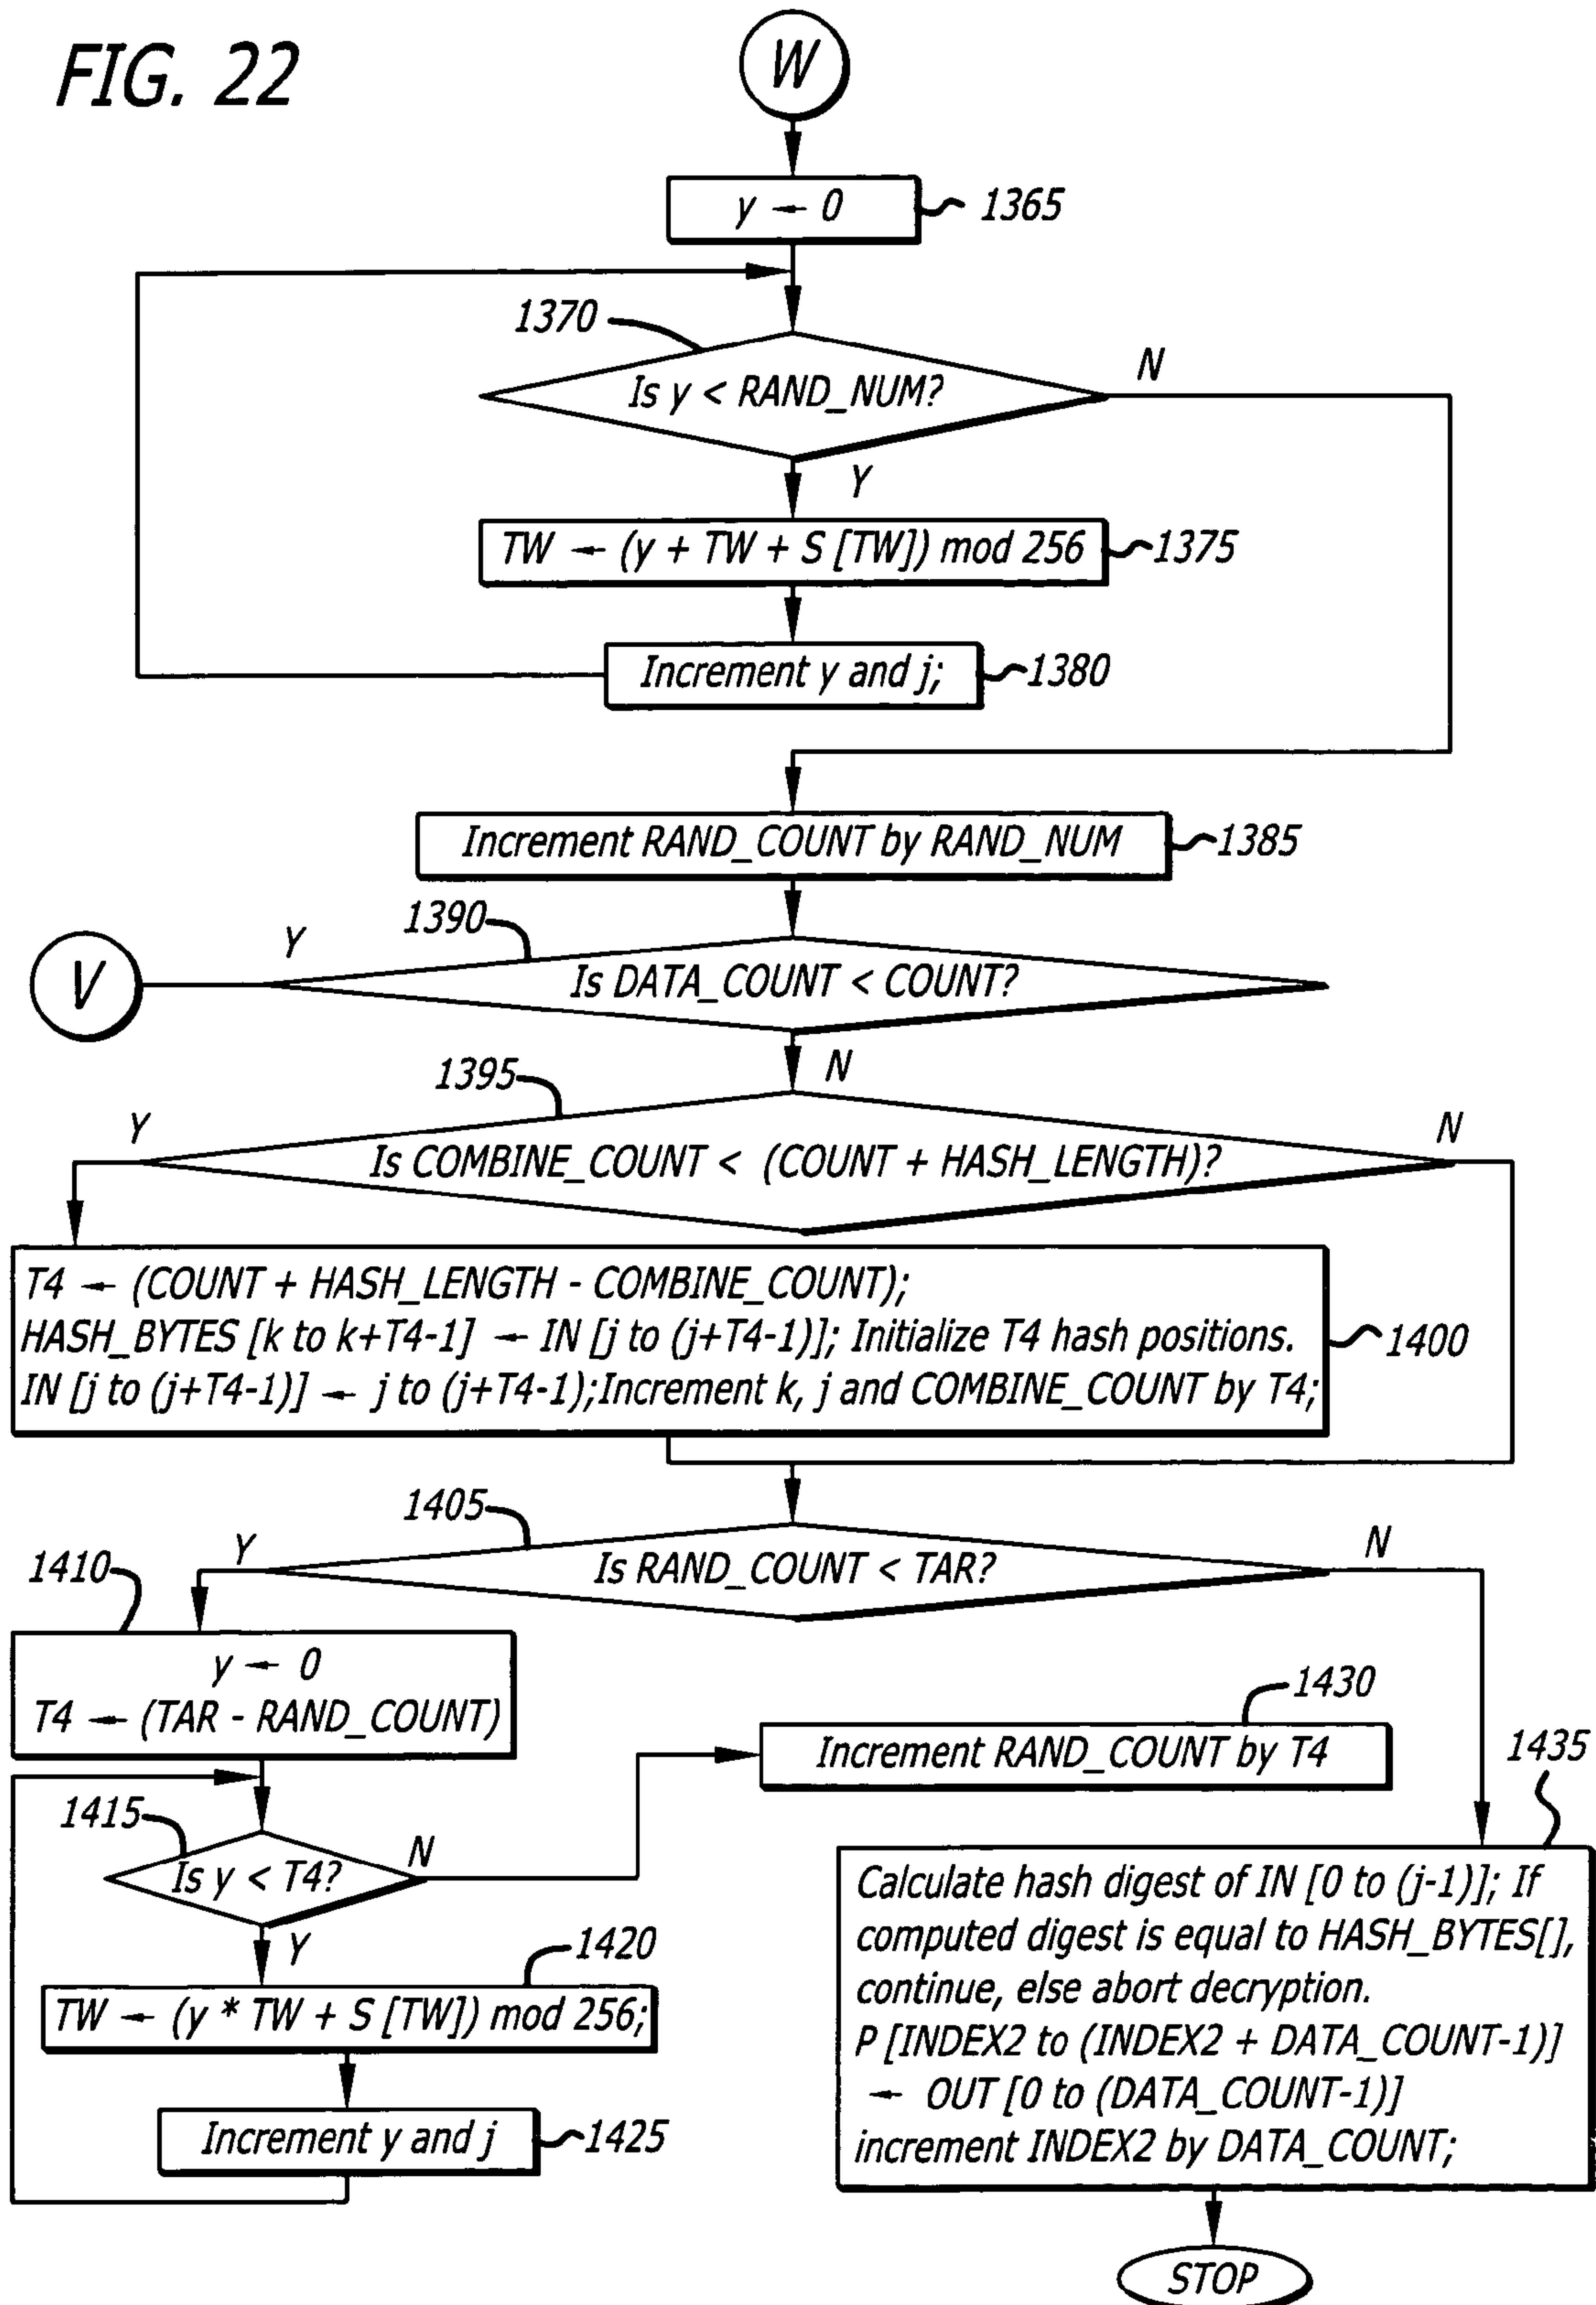 FIG. 22
W
y ← 0
1365
1370
N
Is y < RAND_NUM?
Y
TW ← (y + TW + S [TW]) mod 256
1375
Increment y and j;
1380
Increment RAND_COUNT by RAND_NUM
1385
1390
Y
V
Is DATA_COUNT < COUNT?
N
1395
Y
N
Is COMBINE_COUNT < (COUNT + HASH_LENGTH)?
T4 ← (COUNT + HASH_LENGTH - COMBINE_COUNT);
HASH_BYTES [k to k+T4-1] ← IN [j to (j+T4-1)]; Initialize T4 hash positions.
IN [j to (j+T4-1)] ← j to (j+T4-1);Increment k, j and COMBINE_COUNT by T4;
1400
1405
Y
N
Is RAND_COUNT < TAR?
1410
y ← 0
T4 ← (TAR - RAND_COUNT)
1430
Increment RAND_COUNT by T4
1435
1415
Is y < T4?
N
Y
1420
TW ← (y * TW + S [TW]) mod 256;
Increment y and j
1425
Calculate hash digest of IN [0 to (j-1)]; If
computed digest is equal to HASH_BYTES[],
continue, else abort decryption.
P [INDEX2 to (INDEX2 + DATA_COUNT-1)]
← OUT [0 to (DATA_COUNT-1)]
increment INDEX2 by DATA_COUNT;
STOP